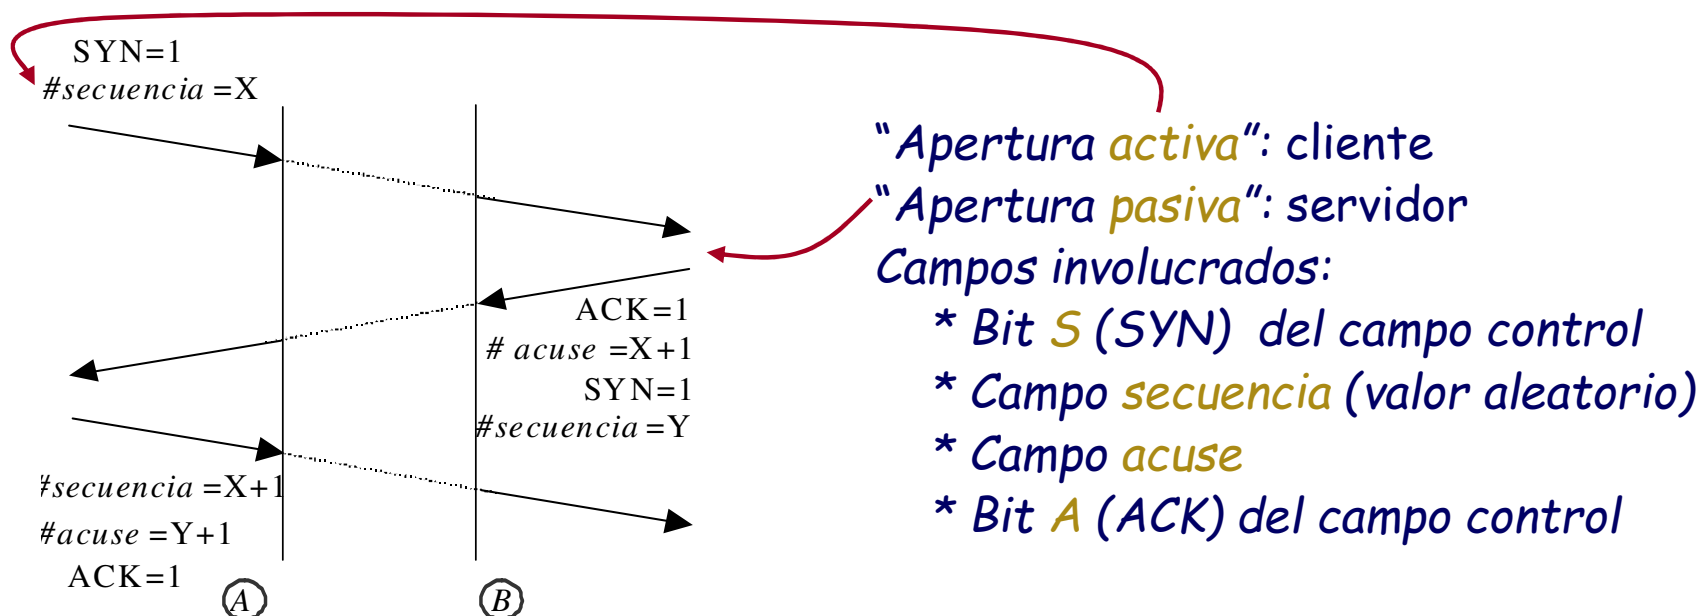 SYN=1
#secuencia =X
ACK=1
# acuse =X+1
SYN=1
#secuencia=Y
#secuencia =X+1
#acuse =Y+1
ACK=1
A
B
“Apertura activa”: cliente
“Apertura pasiva”: servidor
Campos involucrados:
* Bit S (SYN) del campo control
* Campo secuencia (valor aleatorio)
* Campo acuse
* Bit A (ACK) del campo control